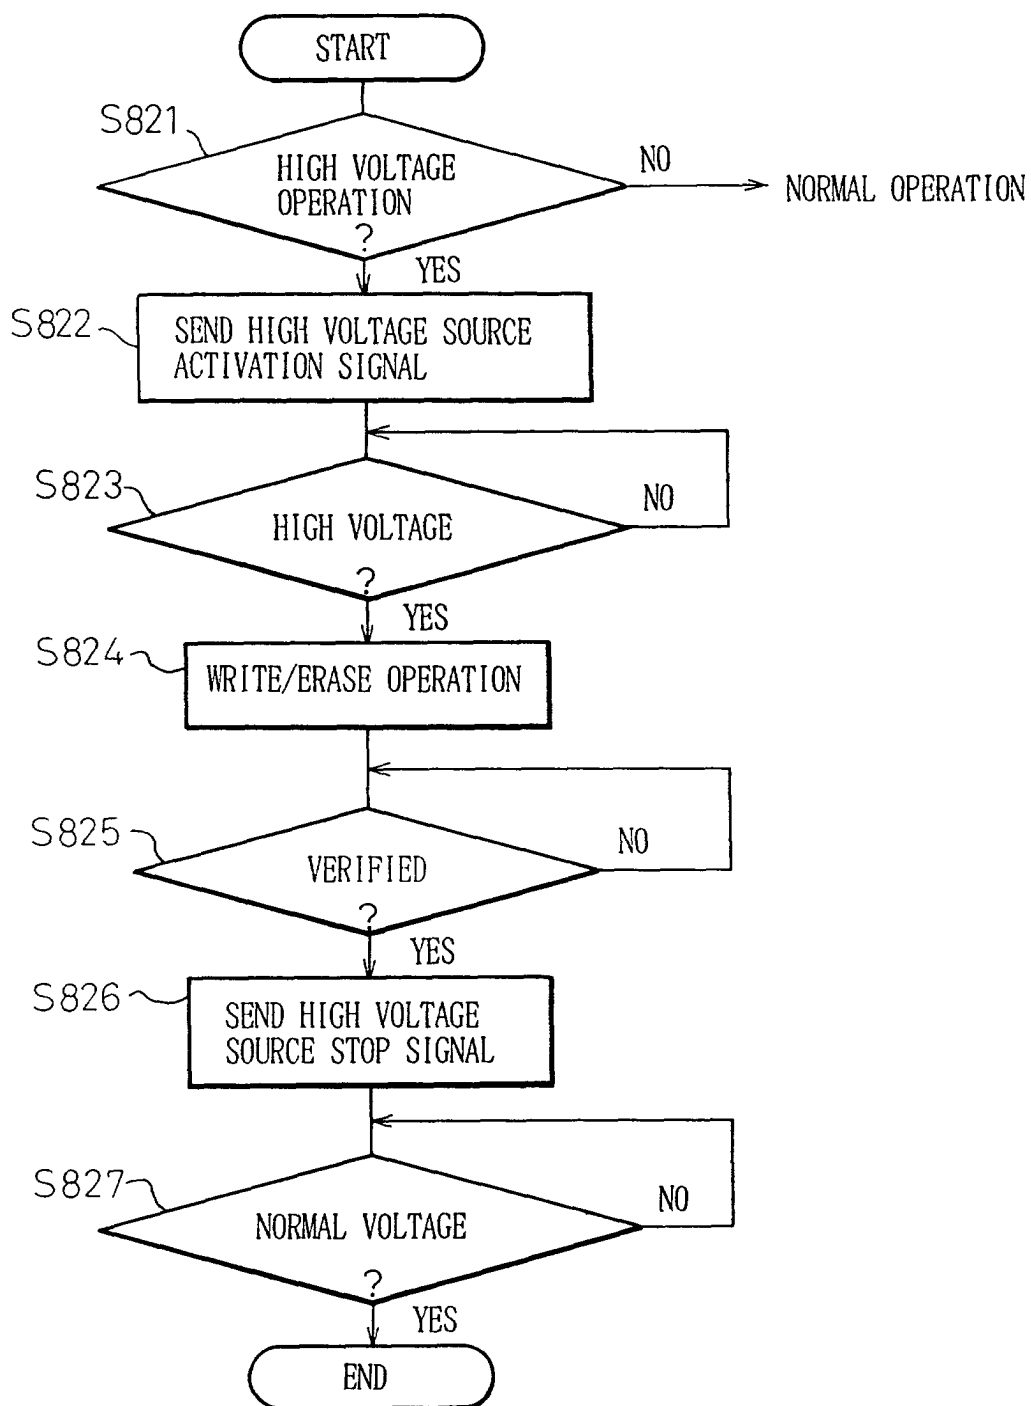 START
S821
HIGH VOLTAGE
OPERATION
?
NO
NORMAL OPERATION
YES
S822
SEND HIGH VOLTAGE SOURCE
ACTIVATION SIGNAL
S823
HIGH VOLTAGE
?
NO
YES
S824
WRITE/ERASE OPERATION
S825
VERIFIED
?
NO
YES
S826
SEND HIGH VOLTAGE
SOURCE STOP SIGNAL
S827
NORMAL VOLTAGE
?
NO
YES
END